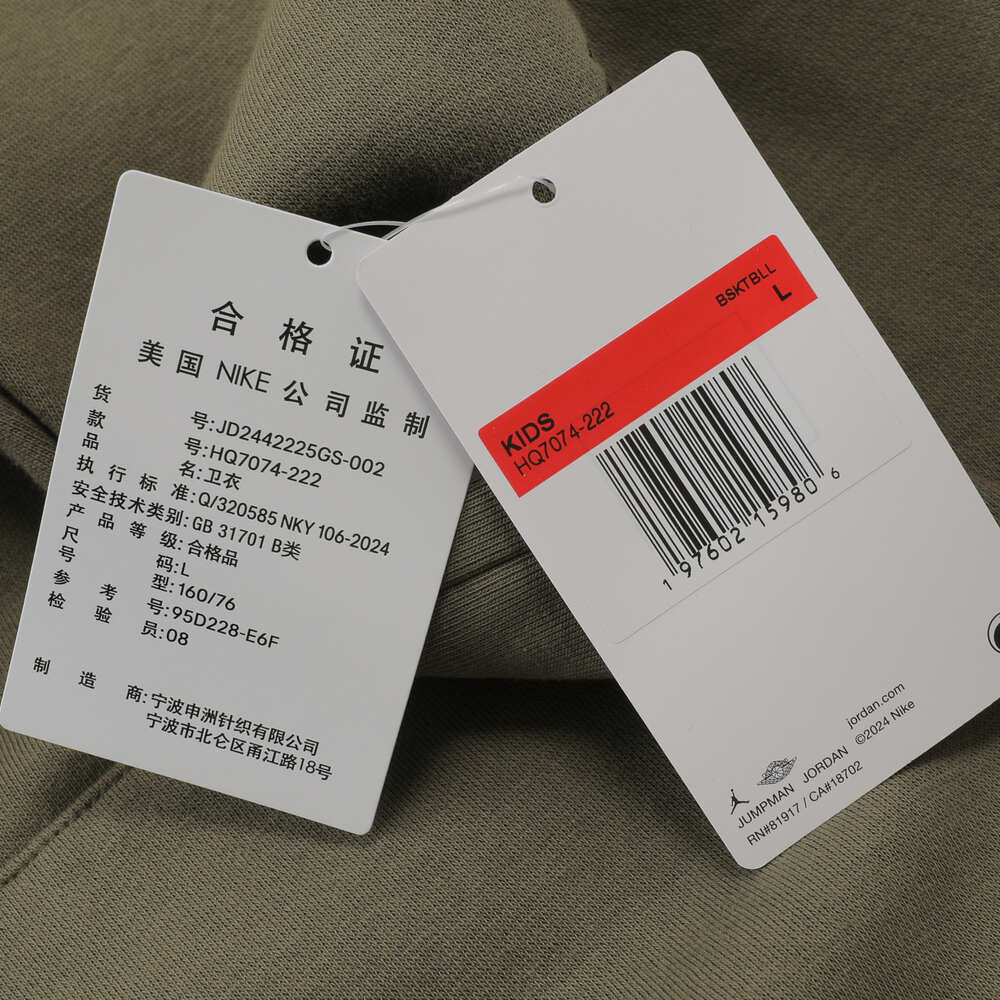 合格证
美国NIKE公司监制
货号:JD2442225GS-002
款号:HQ7074-222
品名:卫衣
执行标准:Q/320585 NKY 106-2024
安全技术类别:GB 31701 B类
产品等级:合格品
尺码:L
号型:160/76
参考号:95D228-E6F
检验员:08
制造商:宁波申洲针织有限公司
宁波市北仑区甬江路18号
BSKTBLL
L
KIDS
HQ7074-222
1 97602 15980 6
jordan.com
©2024 Nike
JUMPMAN JORDAN
RN#81917 / CA#18702